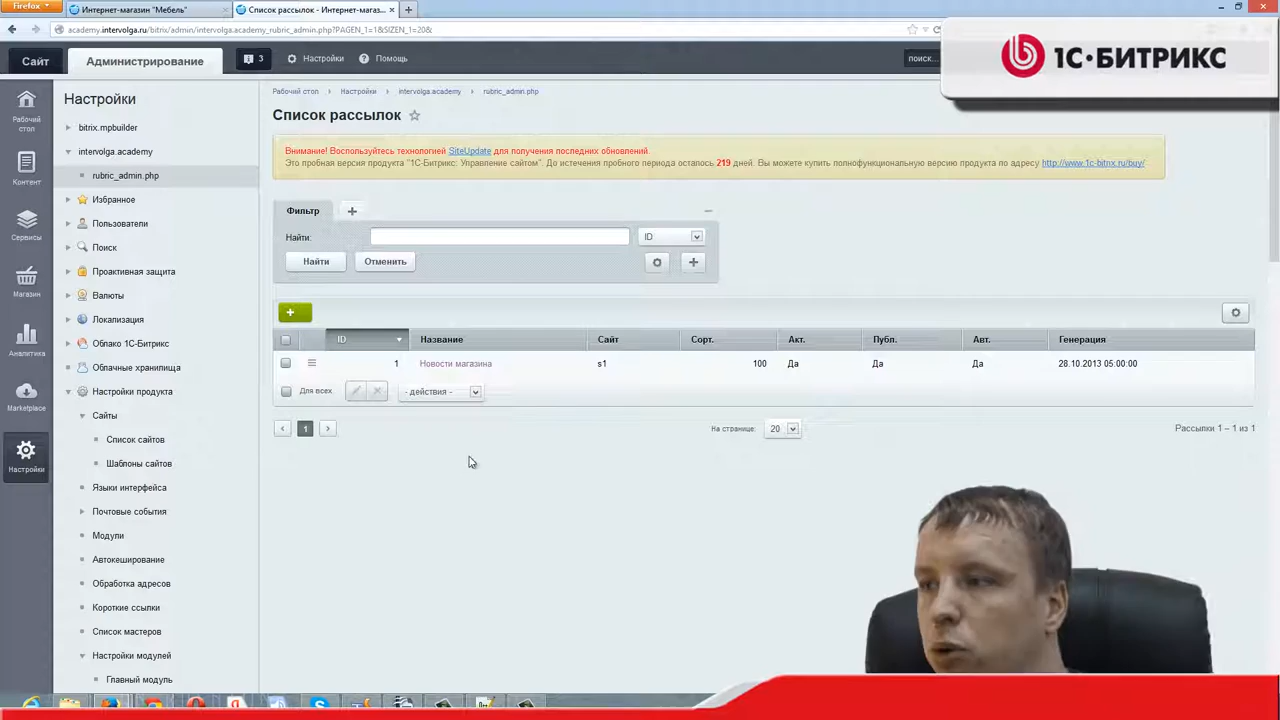 Firefox
Интернет-магазин "Мебель"
Список рассылок - Интернет-магаз...
academy.intervolga.ru/bitrix/admin/intervolga.academy_rubric_admin.php?PAGEN_1=1&SIZEN_1=20&
1С·БИТРИКС
Сайт
Администрирование
3
Настройки
Помощь
поиск...
Рабочий стол
Контент
Сервисы
Магазин
Аналитика
Marketplace
Настройки
Настройки
bitrix.mpbuilder
intervolga.academy
rubric_admin.php
Избранное
Пользователи
Поиск
Проактивная защита
Валюты
Локализация
Облако 1С-Битрикс
Облачные хранилища
Настройки продукта
Сайты
Список сайтов
Шаблоны сайтов
Языки интерфейса
Почтовые события
Модули
Автокеширование
Обработка адресов
Короткие ссылки
Список мастеров
Настройки модулей
Главный модуль
Рабочий стол Настройки intervolga.academy rubric_admin.php
Список рассылок
Внимание! Воспользуйтесь технологией SiteUpdate для получения последних обновлений.
Это пробная версия продукта "1С-Битрикс: Управление сайтом". До истечения пробного периода осталось 219 дней. Вы можете купить полнофункциональную версию продукта по адресу http://www.1c-bitrix.ru/buy/
Фильтр
Найти: ID
Найти Отменить
ID Название Сайт Сорт. Акт. Публ. Авт. Генерация
1 Новости магазина s1 100 Да Да Да 28.10.2013 05:00:00
Для всех - действия -
1 На странице: 20 Рассылки 1 – 1 из 1